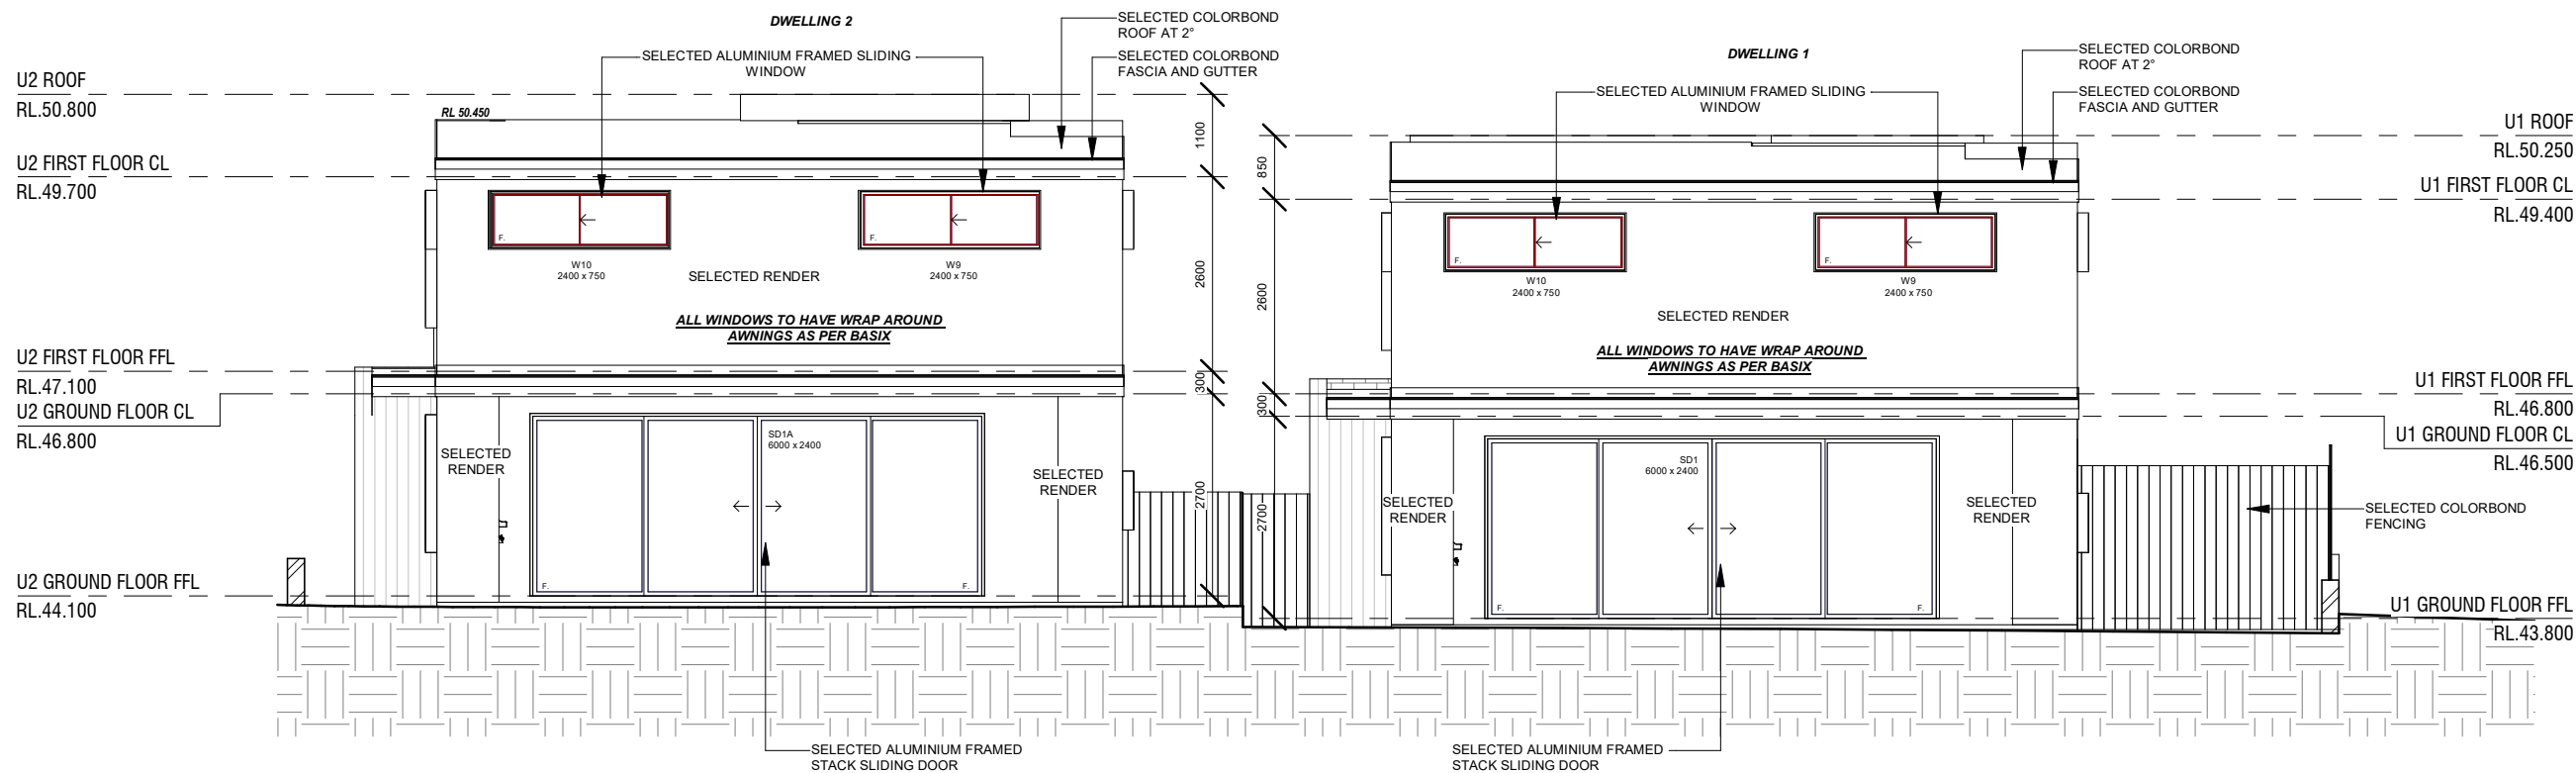 DWELLING 2
SELECTED COLORBOND
ROOF AT 2°
SELECTED ALUMINIUM FRAMED SLIDING
WINDOW
SELECTED COLORBOND
FASCIA AND GUTTER
U2 ROOF
RL.50.800
RL 50.450
1100
U2 FIRST FLOOR CL
RL.49.700
F.
F.
W10
2400 x 750
W9
2400 x 750
SELECTED RENDER
2600
ALL WINDOWS TO HAVE WRAP AROUND
AWNINGS AS PER BASIX
U2 FIRST FLOOR FFL
RL.47.100
300
U2 GROUND FLOOR CL
RL.46.800
SELECTED
RENDER
SD1A
6000 x 2400
SELECTED
RENDER
2700
F.
F.
U2 GROUND FLOOR FFL
RL.44.100
SELECTED ALUMINIUM FRAMED
STACK SLIDING DOOR
DWELLING 1
SELECTED COLORBOND
ROOF AT 2°
SELECTED ALUMINIUM FRAMED SLIDING
WINDOW
SELECTED COLORBOND
FASCIA AND GUTTER
U1 ROOF
RL.50.250
850
U1 FIRST FLOOR CL
RL.49.400
F.
F.
W10
2400 x 750
W9
2400 x 750
2600
SELECTED RENDER
ALL WINDOWS TO HAVE WRAP AROUND
AWNINGS AS PER BASIX
U1 FIRST FLOOR FFL
RL.46.800
300
U1 GROUND FLOOR CL
RL.46.500
SD1
6000 x 2400
SELECTED
RENDER
SELECTED
RENDER
2700
SELECTED COLORBOND
FENCING
F.
F.
U1 GROUND FLOOR FFL
RL.43.800
SELECTED ALUMINIUM FRAMED
STACK SLIDING DOOR